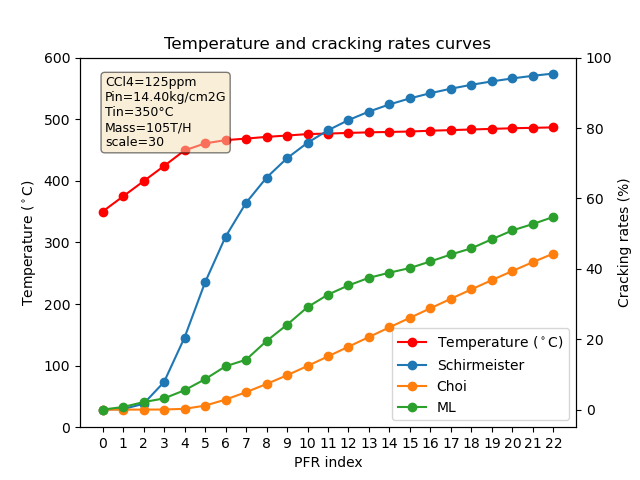 Temperature and cracking rates curves
CCl4=125ppm
Pin=14.40kg/cm2G
Tin=350°C
Mass=105T/H
scale=30
600
500
400
300
200
100
0
Temperature (°C)
100
80
60
40
20
0
Cracking rates (%)
Temperature (°C)
Schirmeister
Choi
ML
0 1 2 3 4 5 6 7 8 9 10 11 12 13 14 15 16 17 18 19 20 21 22
PFR index